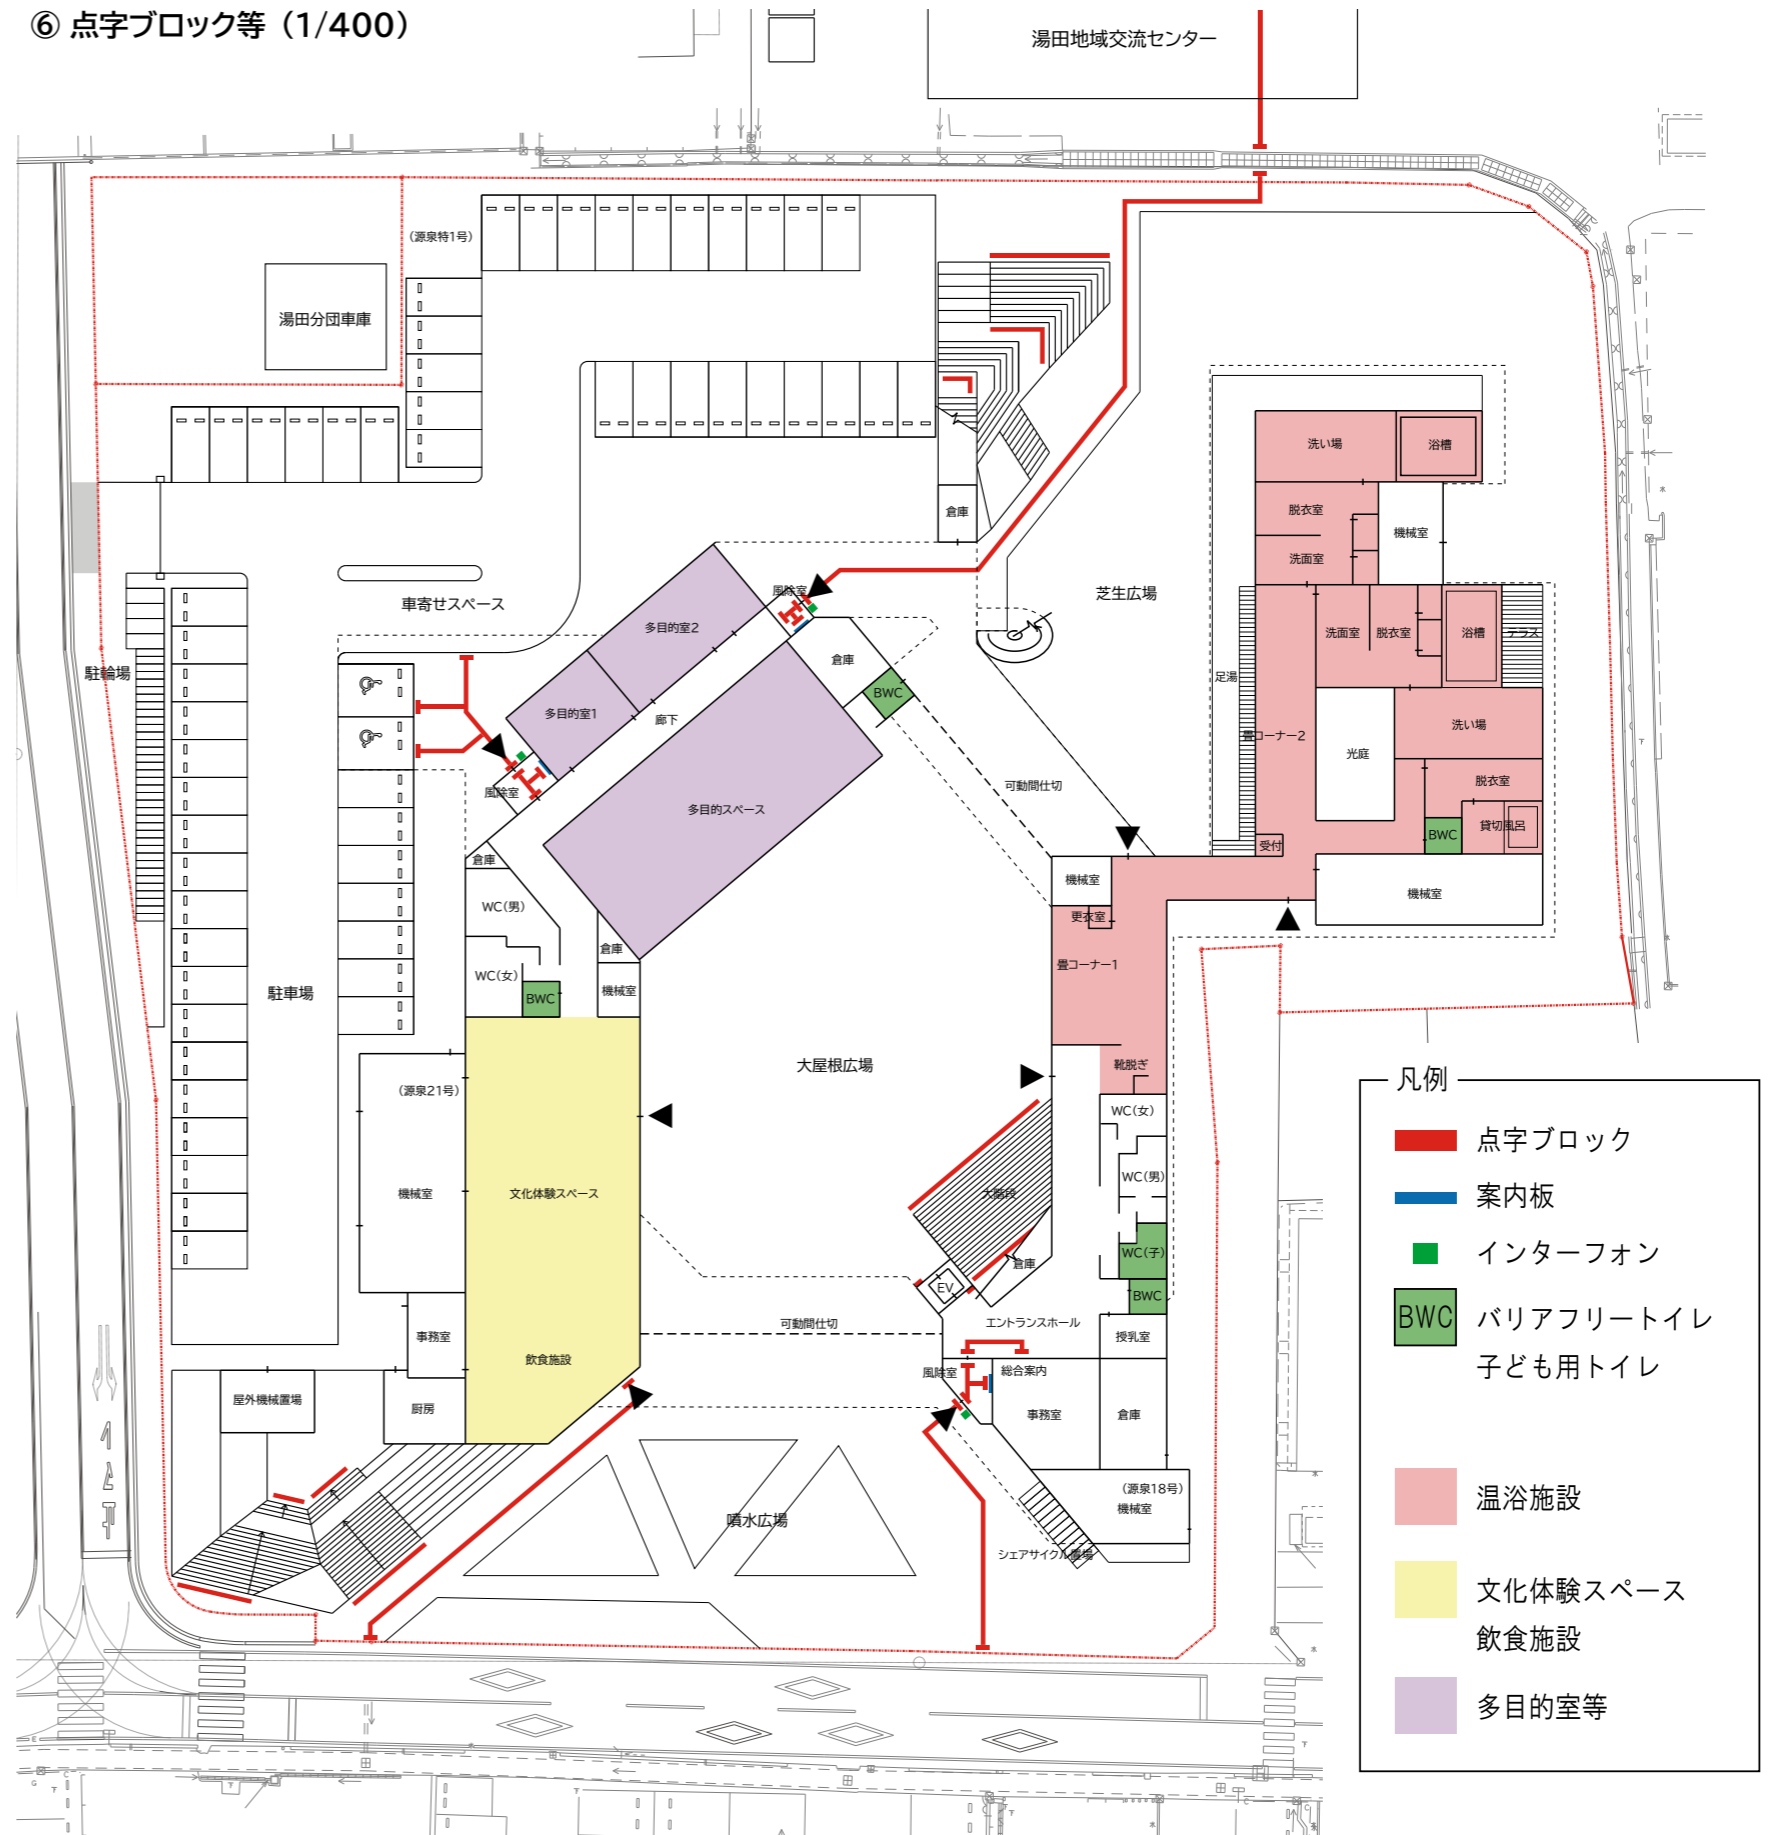 ⑥ 点字ブロック等（1/400）
湯田地域交流センター
（源泉特1号）
湯田分団車庫
倉庫
車寄せスペース
風除室
多目的室2
芝生広場
洗い場
浴槽
脱衣室
機械室
洗面室
洗面室
脱衣室
浴槽
テラス
駐輪場
倉庫
BWC
足湯
多目的室1
廊下
畳コーナー2
光庭
洗い場
風除室
多目的スペース
可動間仕切
脱衣室
BWC
貸切風呂
受付
倉庫
機械室
機械室
WC(男)
更衣室
倉庫
畳コーナー1
WC(女)
BWC
機械室
駐車場
大屋根広場
靴脱ぎ
（源泉21号）
WC(女)
機械室
文化体験スペース
大階段
WC(男)
WC(子)
倉庫
EV
BWC
エントランスホール
可動間仕切
授乳室
事務室
飲食施設
風除室
総合案内
屋外機械置場
厨房
事務室
倉庫
噴水広場
（源泉18号）
機械室
シェアサイクル置場
凡例
点字ブロック
案内板
インターフォン
BWC
バリアフリートイレ
子ども用トイレ
温浴施設
文化体験スペース
飲食施設
多目的室等